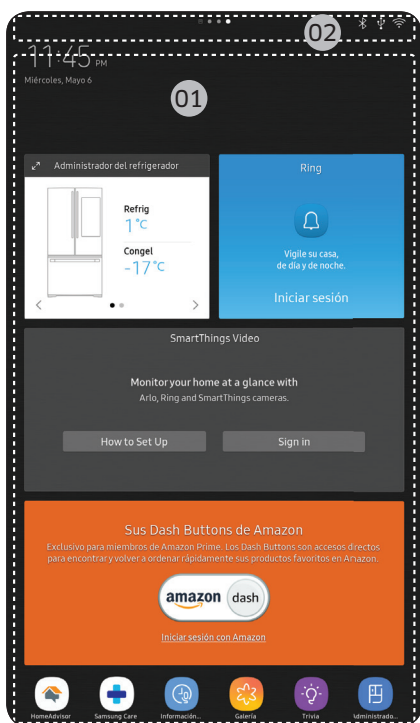 02
11:45 PM
Miércoles, Mayo 6
01
Administrador del refrigerador
Refrig
1°C
Congel
-17°C
Ring
Vigile su casa,
de día y de noche.
Iniciar sesión
SmartThings Video
Monitor your home at a glance with
Arlo, Ring and SmartThings cameras.
How to Set Up
Sign in
Sus Dash Buttons de Amazon
Exclusivo para miembros de Amazon Prime. Los Dash Buttons son accesos directos
para encontrar y volver a ordenar rápidamente sus productos favoritos en Amazon.
amazon dash
Iniciar sesión con Amazon
HomeAdvisor
Samsung Care
Información...
Galería
Trivia
Administrado...